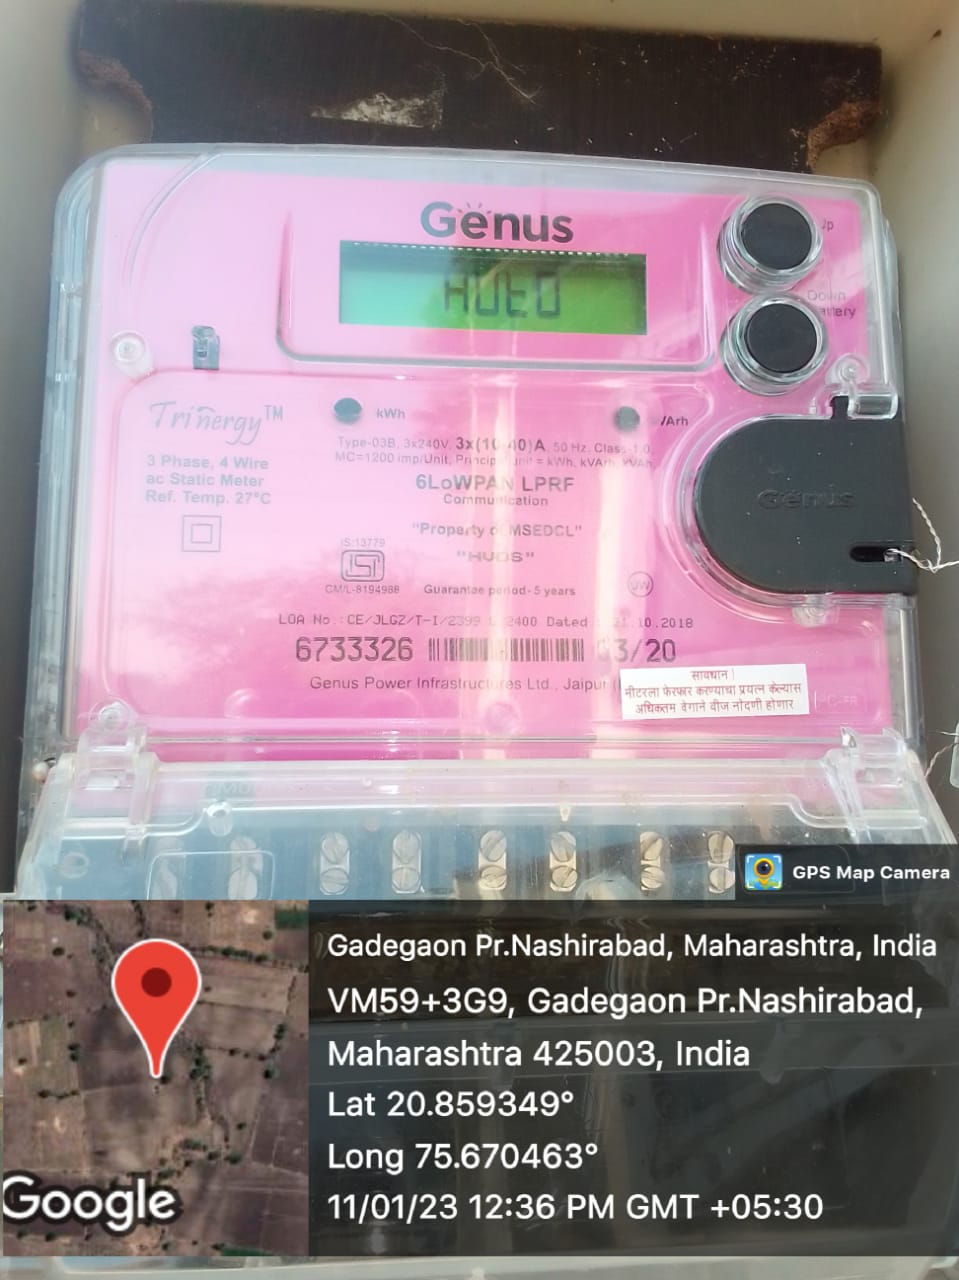 Genus
AUtO
Up
Down
Battery
Trinergy™
kWh
Type-03B, 3x240V, 3x(10-40)A, 50 Hz, Class-1.0,
MC=1200 imp/Unit, Principal unit = kWh, kVArh, kVAh
3 Phase, 4 Wire
ac Static Meter
Ref. Temp. 27°C
6LoWPAN LPRF
Communication
Genus
"Property of MSEDCL"
"HVDS"
IS:13779
ISI
CM/L-8194988
Guarantee period- 5 years
UW
LOA No.:CE/JLGZ/T-I/2399 2400 Dated : 21.10.2018
6733326 03/20
Genus Power Infrastructures Ltd., Jaipur
सावधान !
मीटरला फेरफार करण्याचा प्रयत्न केल्यास
अधिकतम वेगाने वीज नोंदणी होणार
GPS Map Camera
Gadegaon Pr.Nashirabad, Maharashtra, India
VM59+3G9, Gadegaon Pr.Nashirabad,
Maharashtra 425003, India
Lat 20.859349°
Long 75.670463°
11/01/23 12:36 PM GMT +05:30
Google